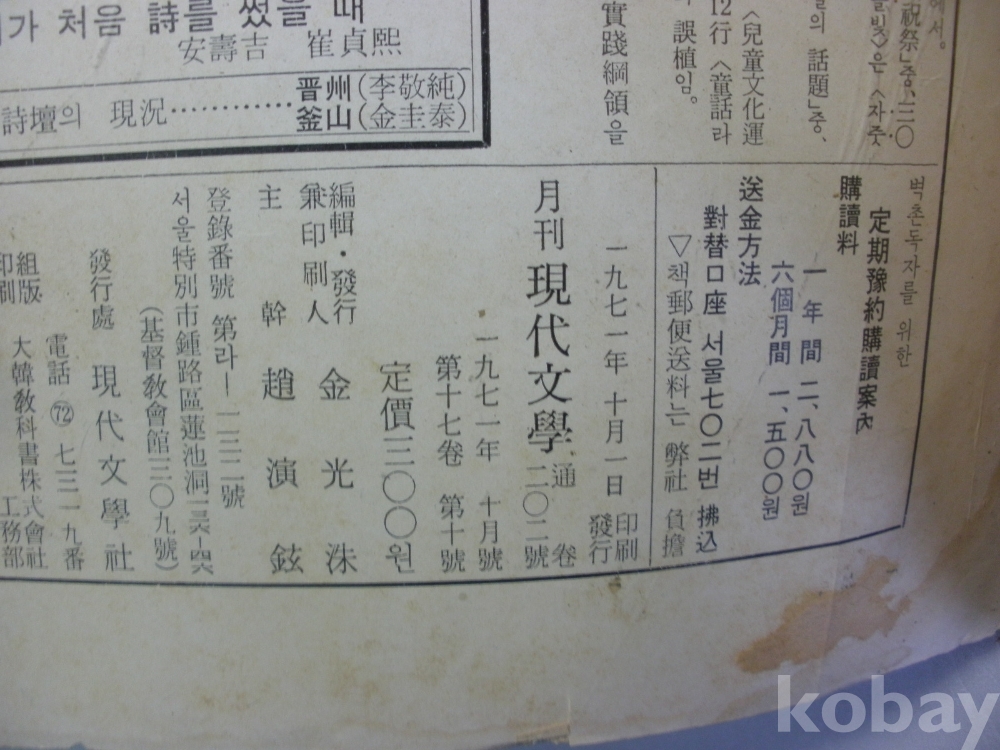 가 처음 詩를 썼을 때
安壽吉 崔貞熙
詩壇의 現況…………晋州(李敬純)
釜山(金圭泰)
에서.
祝祭」중, 三〇
은 〈자줏
의 話題」중,
〈兒童文化運
12行 〈童話라
誤植임。
實踐綱領을
벽촌독자를 위한
定期豫約購讀案內
購讀料
一年間 二、八八〇원
六個月間 一、五〇〇원
送金方法
對替口座 서울七〇二번 拂込
▽책郵便送料는 弊社 負擔
一九七一年 十月一日 印刷 發行
月刊 現代文學 通卷 二〇二號
一九七一年 十月號
第十七卷 第十號
定價 三〇〇원
編輯·發行
兼印刷人 金光洙
主幹 趙演鉉
登錄番號 第라—一三二號
서울特別市鍾路區蓮池洞一三六—四六
(基督敎會館三〇九號)
發行處 現代文學社
電話 72 七三一九番
組版
印刷 大韓敎科書株式會社
工務部
kobay